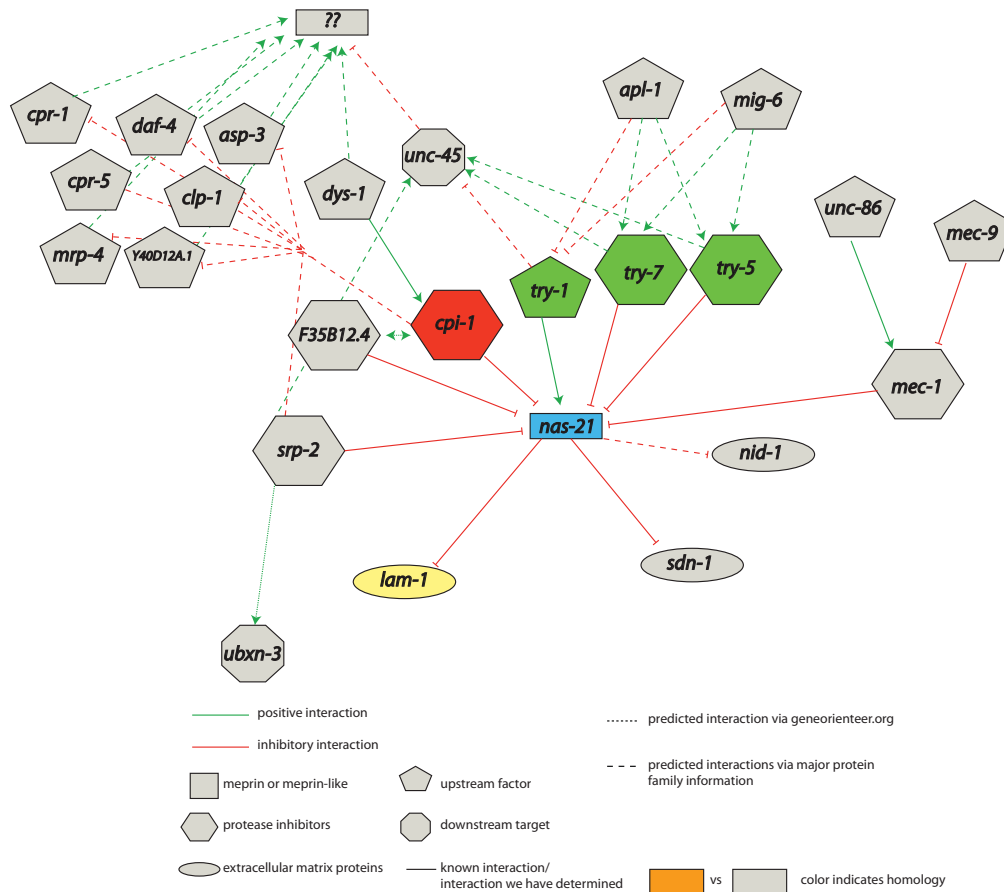 ??
cpr-1
daf-4
asp-3
apl-1
mig-6
unc-45
cpr-5
clp-1
dys-1
unc-86
mec-9
mrp-4
Y40D12A.1
try-1
try-7
try-5
F35B12.4
cpi-1
mec-1
nas-21
srp-2
nid-1
lam-1
sdn-1
ubxn-3
positive interaction
inhibitory interaction
meprin or meprin-like
upstream factor
protease inhibitors
downstream target
extracellular matrix proteins
known interaction/
interaction we have determined
predicted interaction via geneorienteer.org
predicted interactions via major protein
family information
vs
color indicates homology